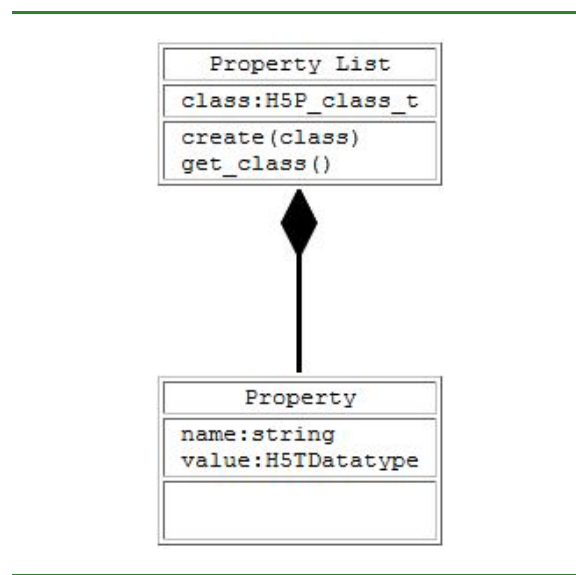 Property List
class:H5P_class_t
create(class)
get_class()
Property
name:string
value:H5TDatatype